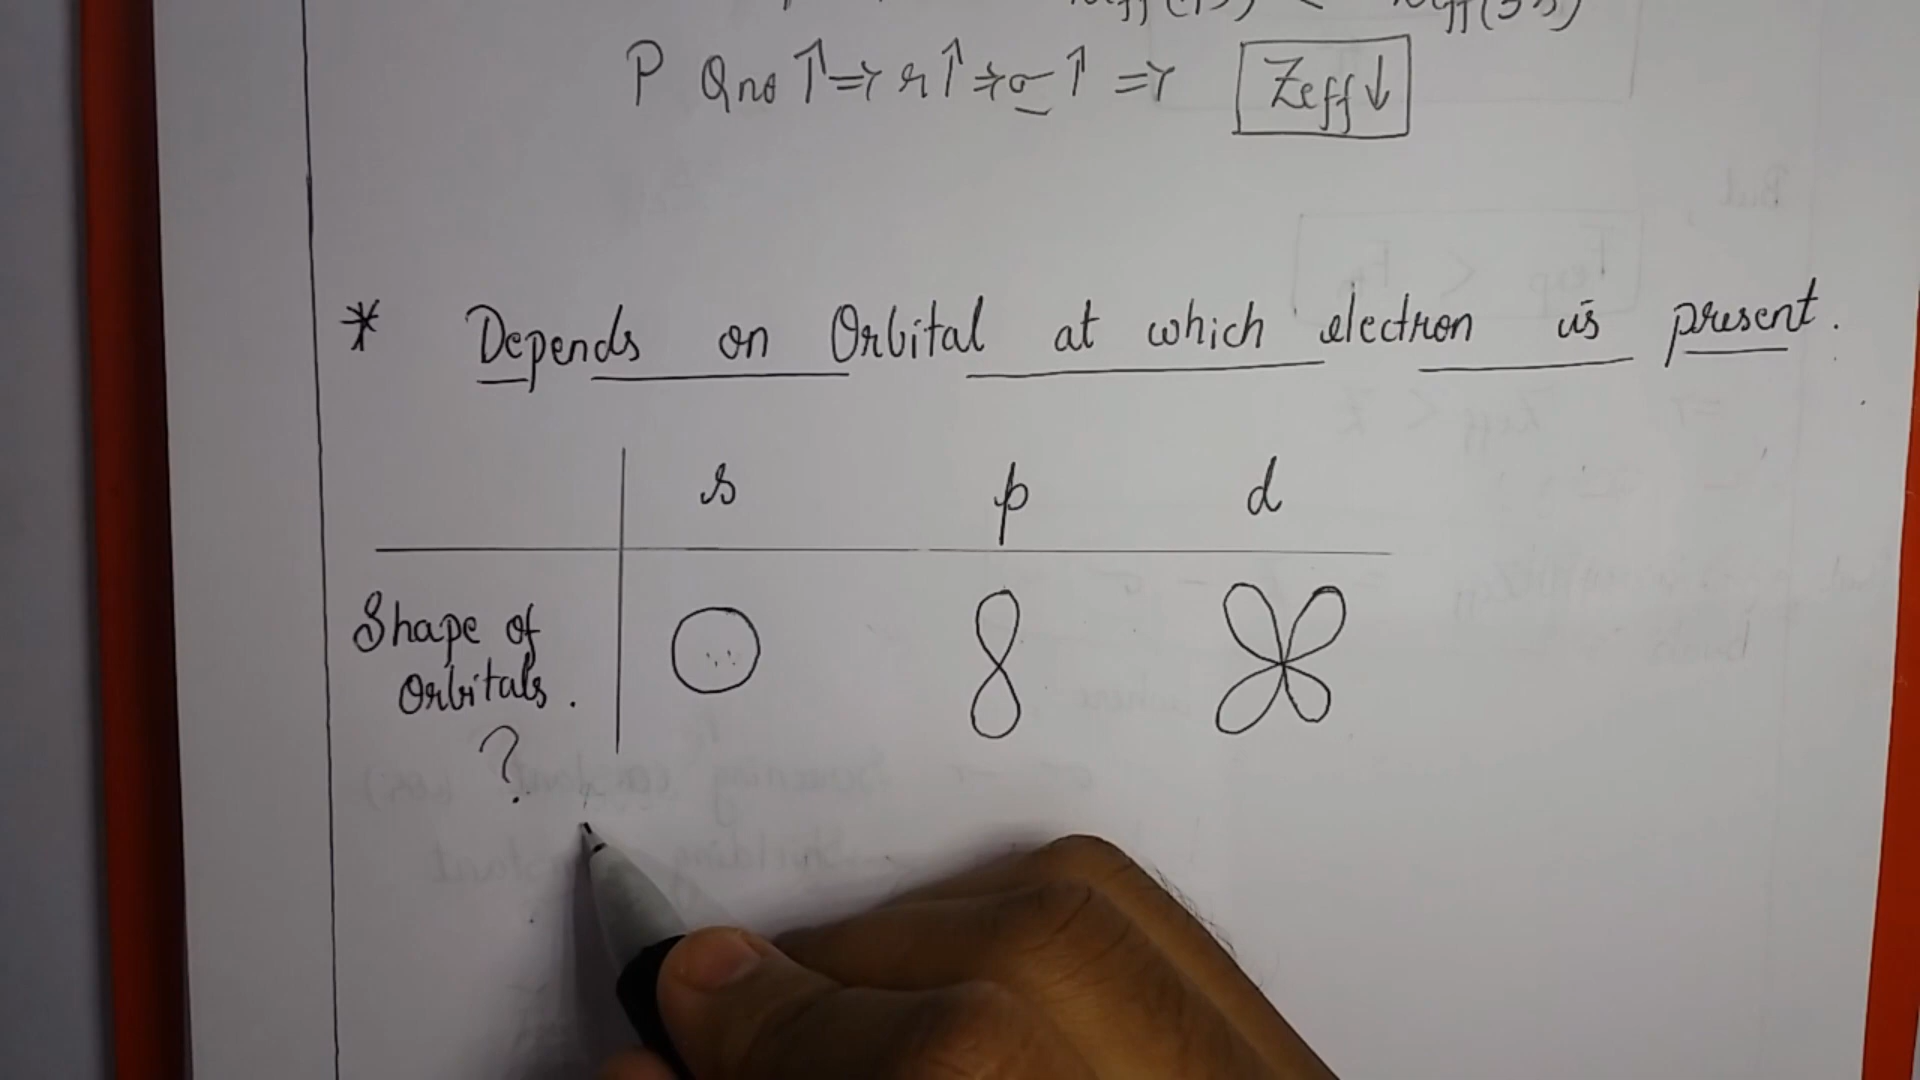 P Qno ↑ => r ↑ => σ ↑ => Zeff ↓
* Depends on Orbital at which electron is present.
s p d
Shape of
Orbitals.
?